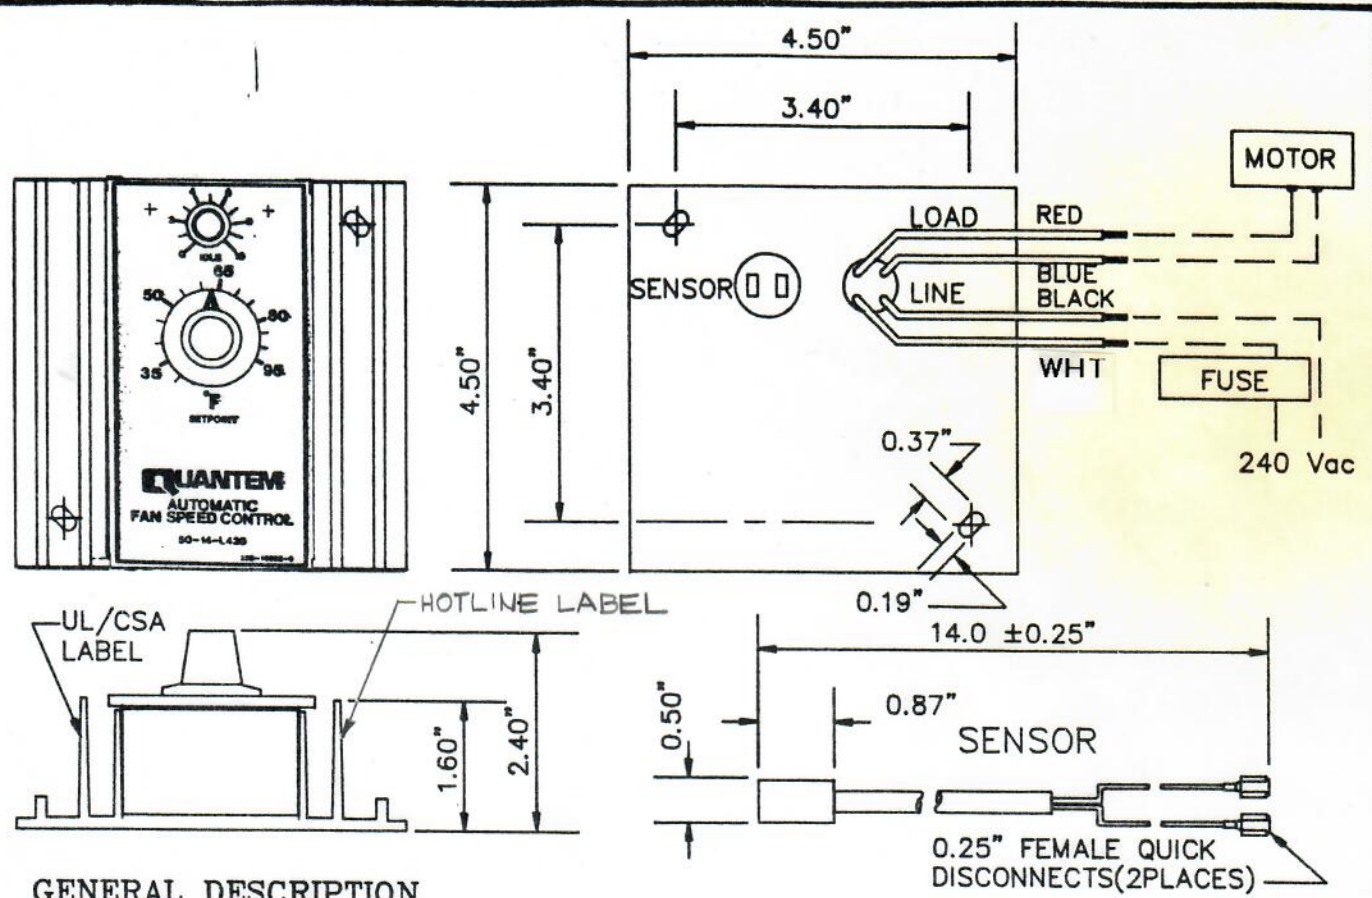 4.50"
3.40"
MOTOR
LOAD
RED
BLUE
SENSOR
LINE
BLACK
WHT
FUSE
240 Vac
4.50"
3.40"
0.37"
0.19"
IDLE
65
50
80
35
95
°F
SETPOINT
QUANTEM
AUTOMATIC
FAN SPEED CONTROL
UL/CSA
LABEL
HOTLINE LABEL
1.60"
2.40"
14.0 ±0.25"
0.50"
0.87"
SENSOR
0.25" FEMALE QUICK
DISCONNECTS(2PLACES)
GENERAL DESCRIPTION